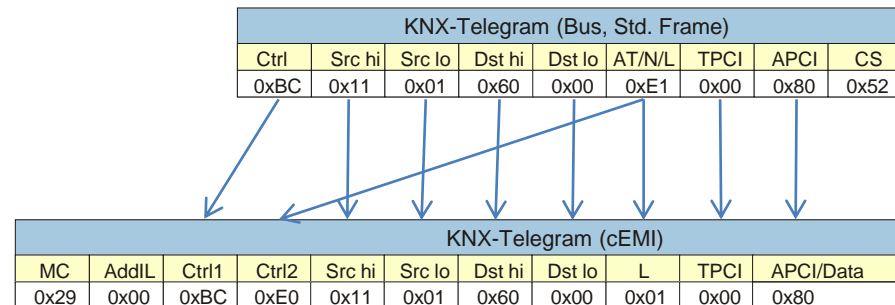 KNX-Telegram (Bus, Std. Frame)
Ctrl Src hi Src lo Dst hi Dst lo AT/N/L TPCI APCI CS
0xBC 0x11 0x01 0x60 0x00 0xE1 0x00 0x80 0x52
KNX-Telegram (cEMI)
MC AddIL Ctrl1 Ctrl2 Src hi Src lo Dst hi Dst lo L TPCI APCI/Data
0x29 0x00 0xBC 0xE0 0x11 0x01 0x60 0x00 0x01 0x00 0x80